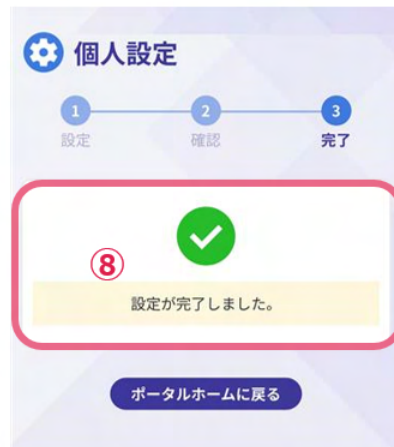 個人設定
1 2 3
設定 確認 完了
⑧
設定が完了しました。
ポータルホームに戻る